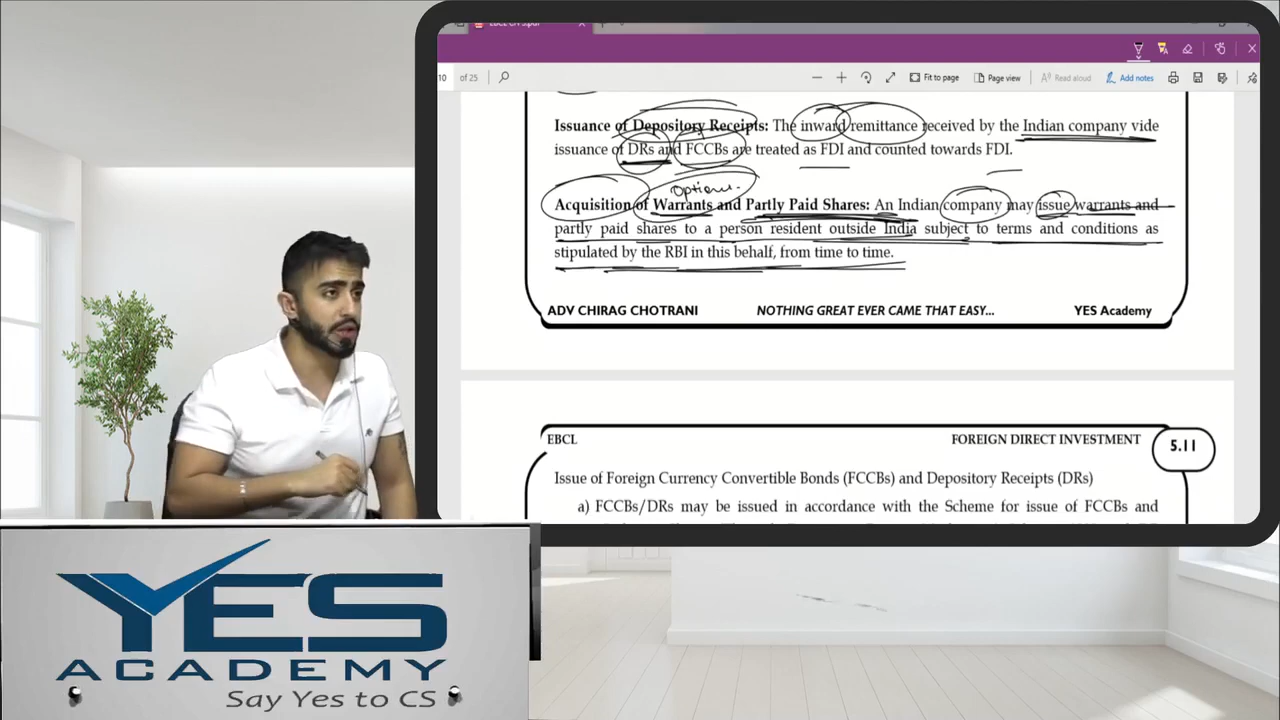 10 of 25
Fit to page
Page view
Read aloud
Add notes
Issuance of Depository Receipts: The inward remittance received by the Indian company vide
issuance of DRs and FCCBs are treated as FDI and counted towards FDI.
Options.
Acquisition of Warrants and Partly Paid Shares: An Indian company may issue warrants and
partly paid shares to a person resident outside India subject to terms and conditions as
stipulated by the RBI in this behalf, from time to time.
ADV CHIRAG CHOTRANI NOTHING GREAT EVER CAME THAT EASY... YES Academy
EBCL FOREIGN DIRECT INVESTMENT 5.11
Issue of Foreign Currency Convertible Bonds (FCCBs) and Depository Receipts (DRs)
a) FCCBs/DRs may be issued in accordance with the Scheme for issue of FCCBs and
YES
ACADEMY
Say Yes to CS